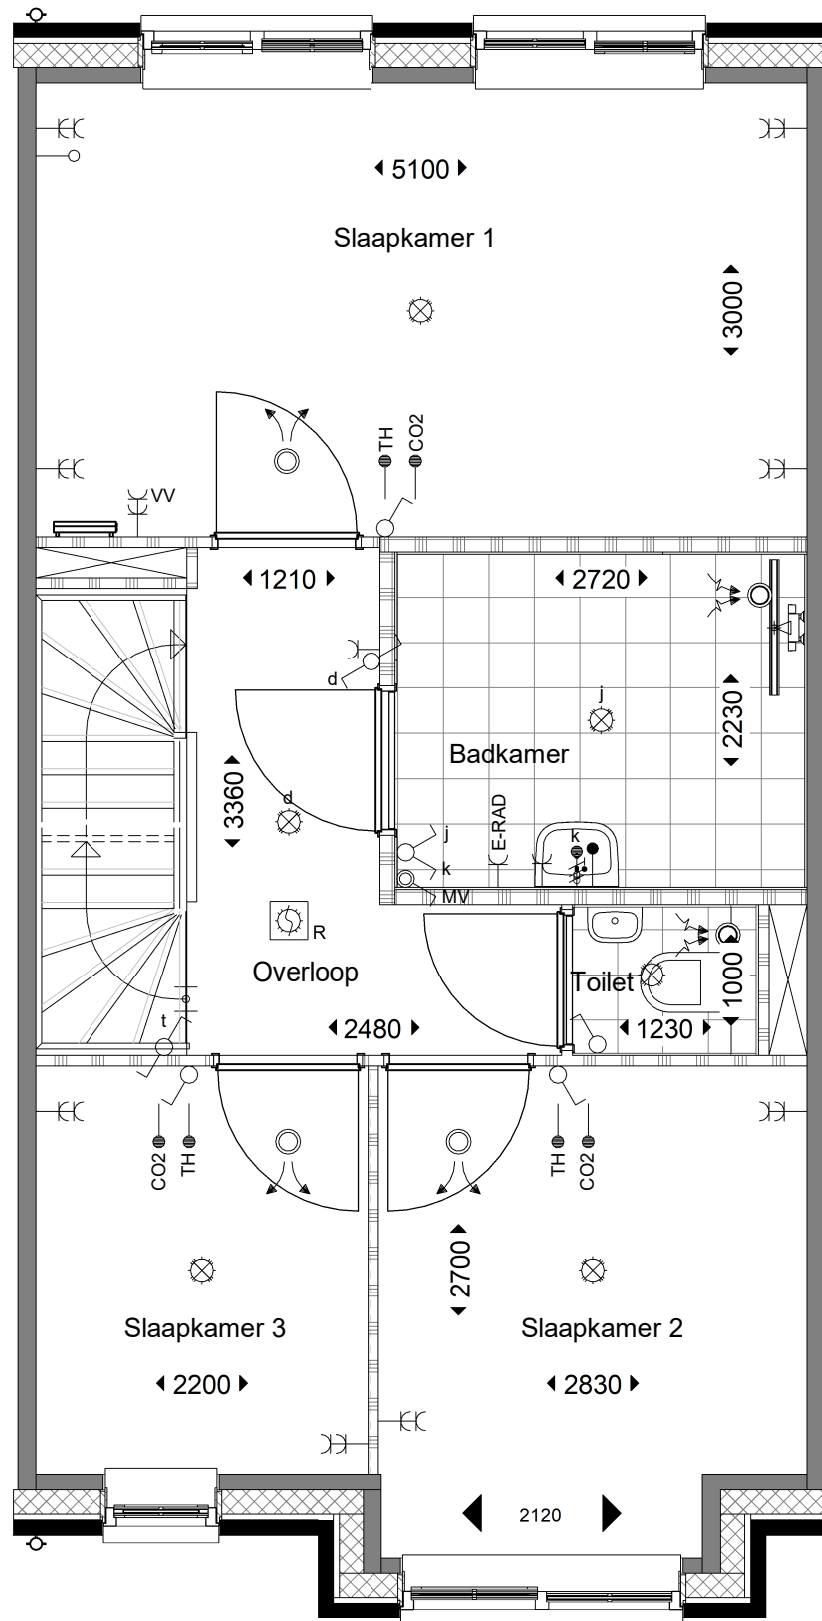 5100
Slaapkamer 1
3000
TH
CO2
VV
1210
2720
d
j
2230
Badkamer
3360
d
E-RAD
k
j
k
MV
R
Overloop
Toilet
1000
t
2480
1230
CO2
TH
TH
CO2
2700
Slaapkamer 3
Slaapkamer 2
2200
2830
2120